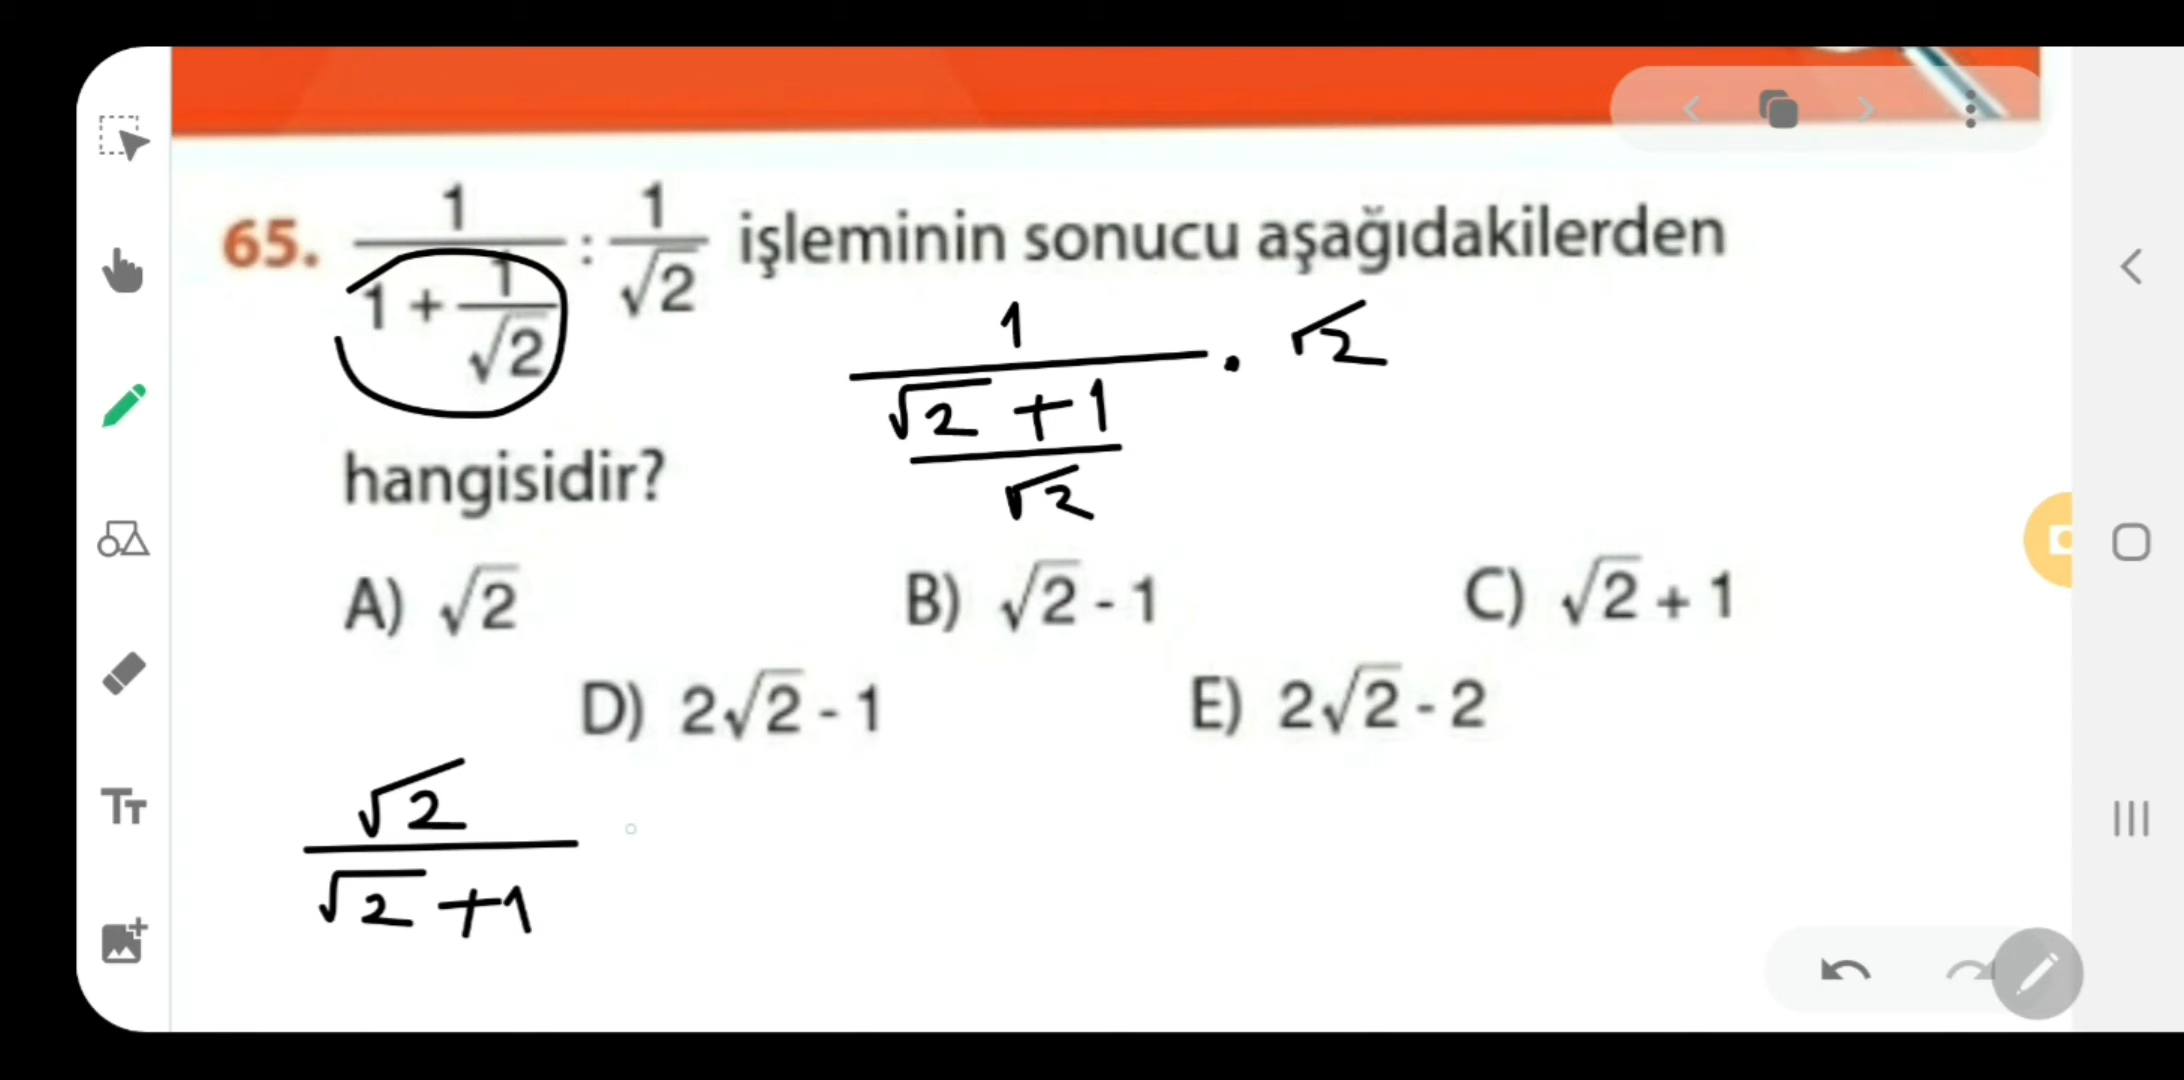 65. 1/(1 + 1/√2) : 1/√2 işleminin sonucu aşağıdakilerden
hangisidir?
1/((√2 + 1)/√2) · √2
A) √2 B) √2 - 1 C) √2 + 1
D) 2√2 - 1 E) 2√2 - 2
√2/(√2 + 1)
TT